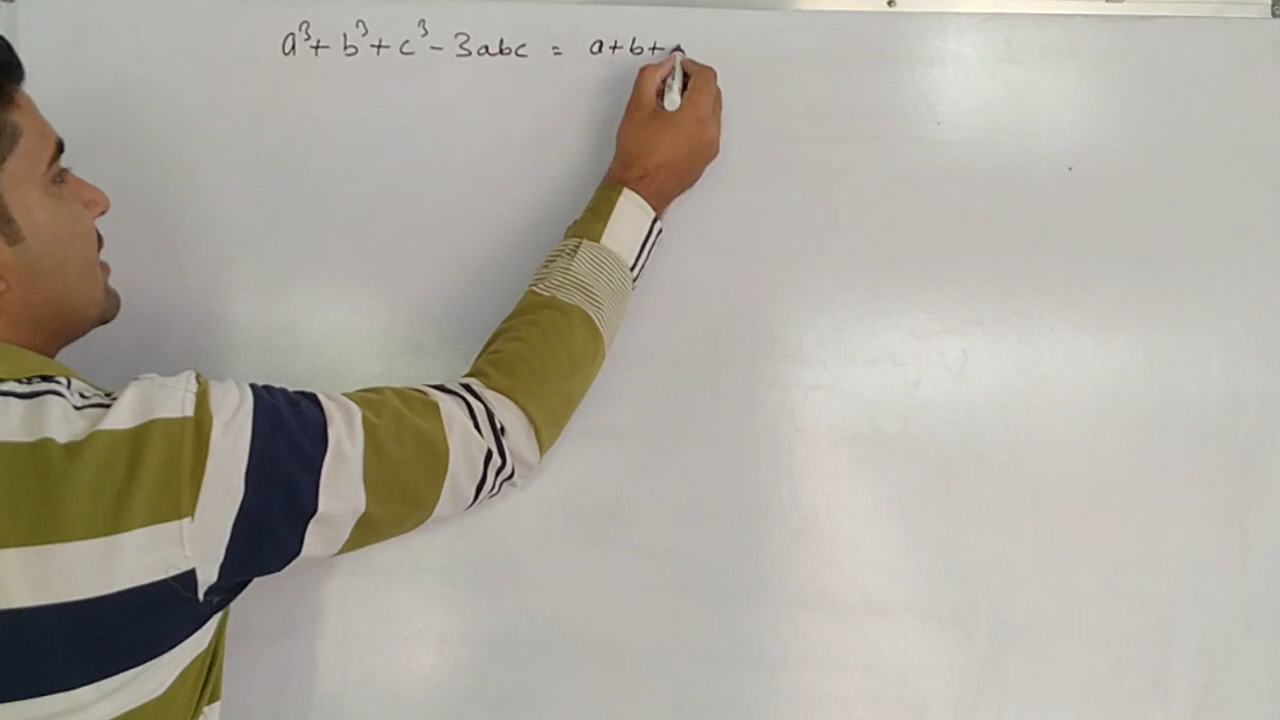 a³+ b³+ c³- 3abc = a+b+